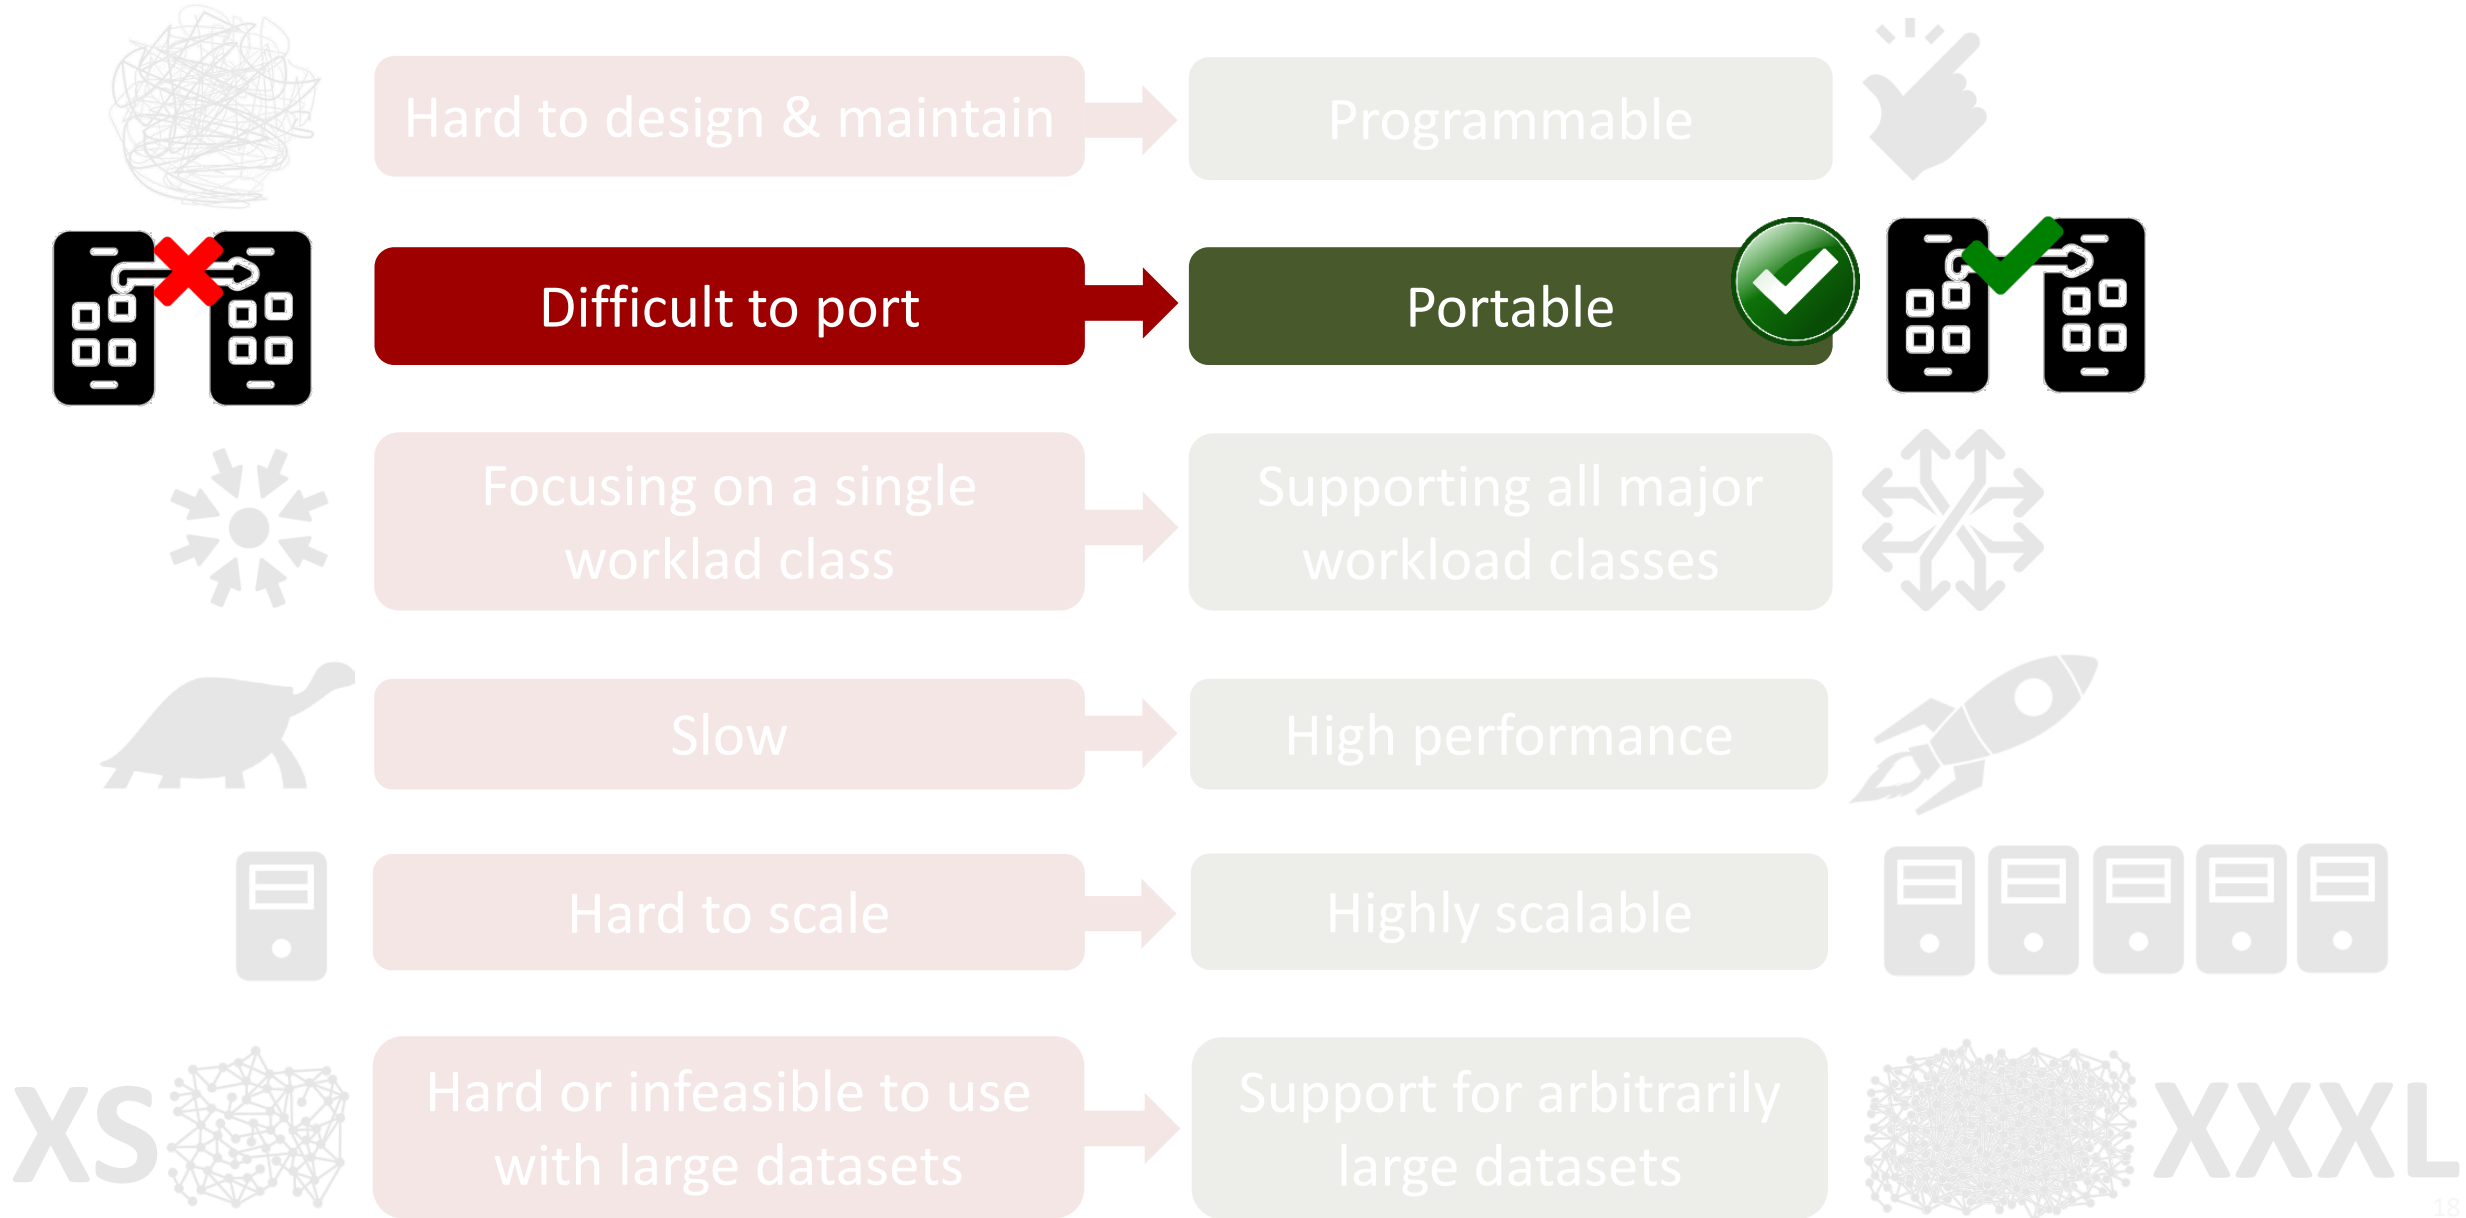 Hard to design & maintain
Programmable
Difficult to port
Portable
Focusing on a single
worklad class
Supporting all major
workload classes
Slow
High performance
Hard to scale
Highly scalable
XS
Hard or infeasible to use
with large datasets
Support for arbitrarily
large datasets
XXXL
18